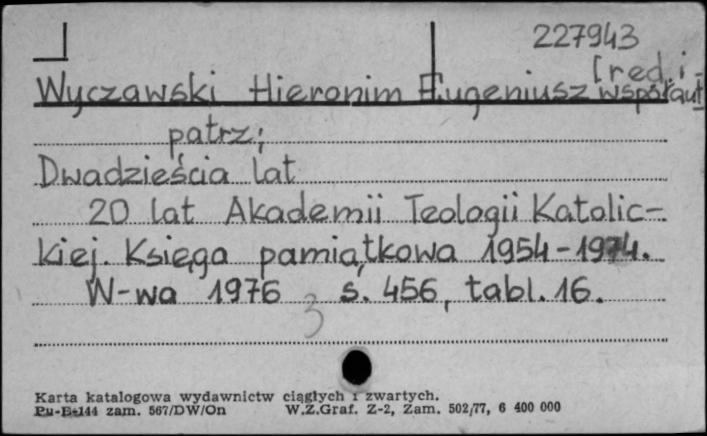 227943
[red. i
Wyczawski Hieronim Eugeniusz współaut
patrz;
Dwadzieścia lat
20 lat Akademii Teologii Katolic-
kiej. Księga pamiątkowa 1954-1974.
W-wa 1976 s. 456, tabl. 16.
3
Karta katalogowa wydawnictw ciągłych i zwartych.
Pu-B-144 zam. 567/DW/On W.Z.Graf. Z-2, Zam. 502/77, 6 400 000